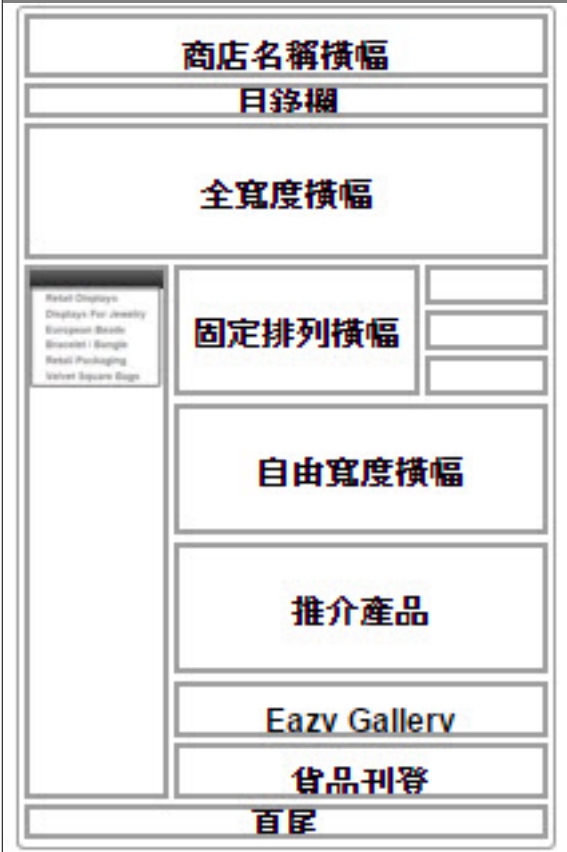 商店名稱橫幅
目錄欄
全寬度橫幅
Retail Displays
Displays For Jewelry
European Beads
Bracelet / Bangle
Retail Packaging
Velvet Square Bags
固定排列橫幅
自由寬度橫幅
推介產品
Eazy Gallery
貨品刊登
頁尾